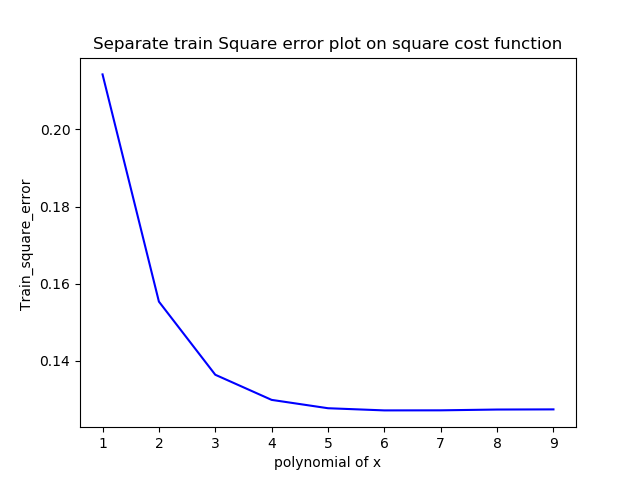 Separate train Square error plot on square cost function
0.20
0.18
0.16
0.14
Train_square_error
1 2 3 4 5 6 7 8 9
polynomial of x